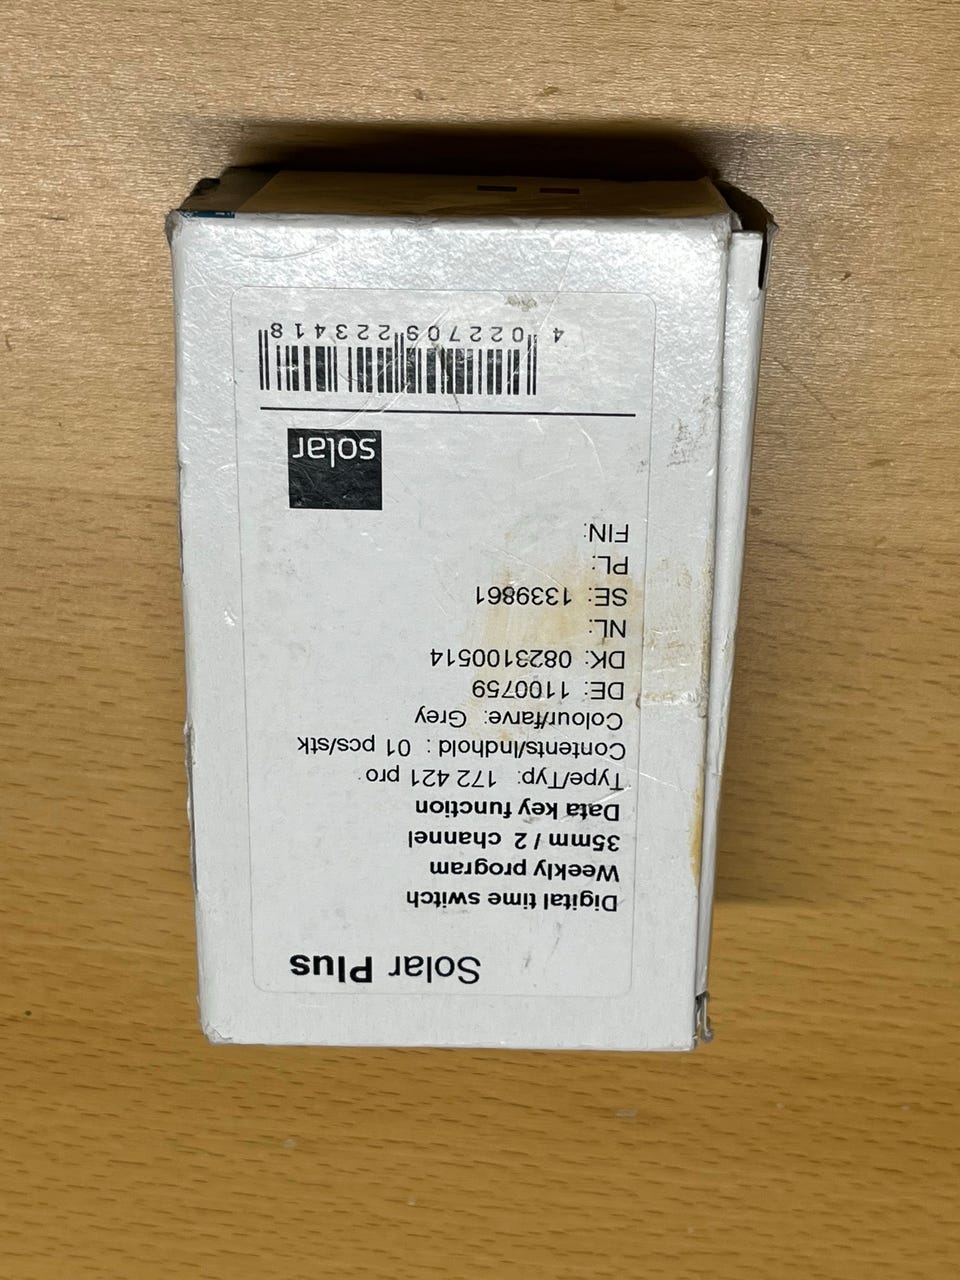 Solar Plus
Digital time switch
Weekly program
35mm / 2 channel
Data key function
Type/Typ: 172 421 pro
Contents/Indhold : 01 pcs/stk
Colour/farve: Grey
DE: 1100759
DK: 0823100514
NL:
SE: 1339861
PL:
FIN:
solar
4 022709 223418